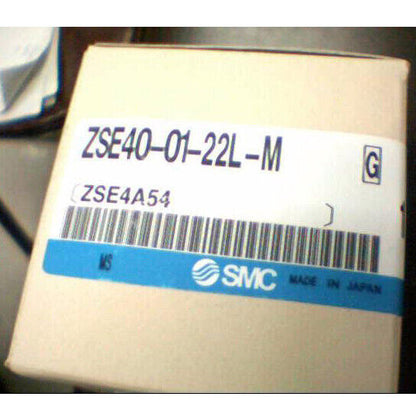 ZSE40-01-22L-M
G
(ZSE4A54 )
MS
SMC
MADE IN JAPAN